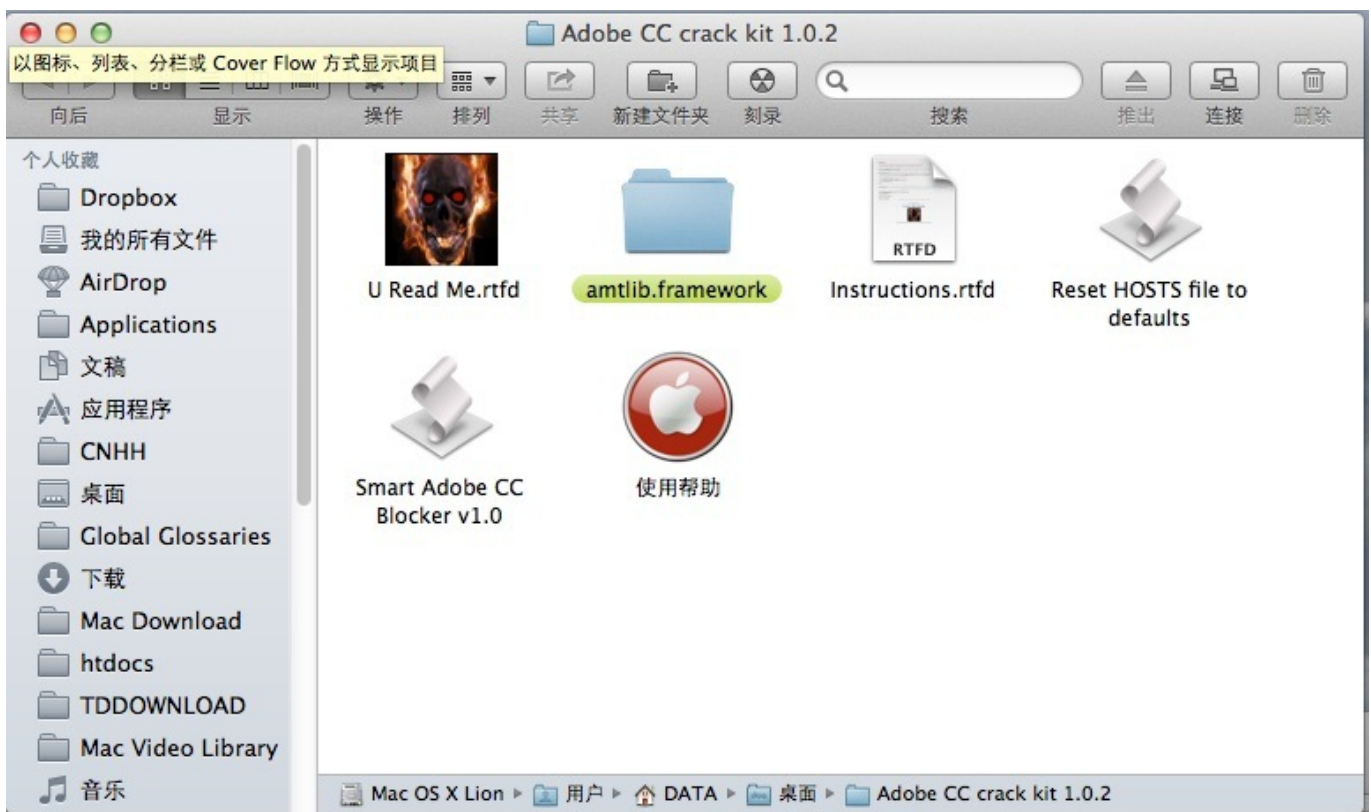 Adobe CC crack kit 1.0.2
以图标、列表、分栏或 Cover Flow 方式显示项目
向后 显示 操作 排列 共享 新建文件夹 刻录 搜索 推出 连接 删除
个人收藏
Dropbox
我的所有文件
AirDrop
Applications
文稿
应用程序
CNHH
桌面
Global Glossaries
下载
Mac Download
htdocs
TDDOWNLOAD
Mac Video Library
音乐
RTFD
U Read Me.rtfd amtlib.framework Instructions.rtfd Reset HOSTS file to
defaults
Smart Adobe CC 使用帮助
Blocker v1.0
Mac OS X Lion ▸ 用户 ▸ DATA ▸ 桌面 ▸ Adobe CC crack kit 1.0.2